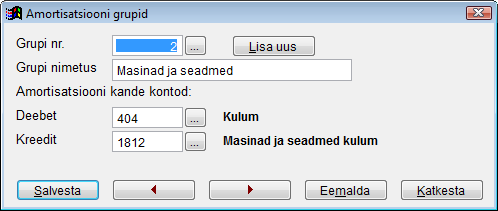 Amortisatsiooni grupid
Grupi nr. 2 ... Lisa uus
Grupi nimetus Masinad ja seadmed
Amortisatsiooni kande kontod:
Deebet 404 ... Kulum
Kreedit 1812 ... Masinad ja seadmed kulum
Salvesta Eemalda Katkesta